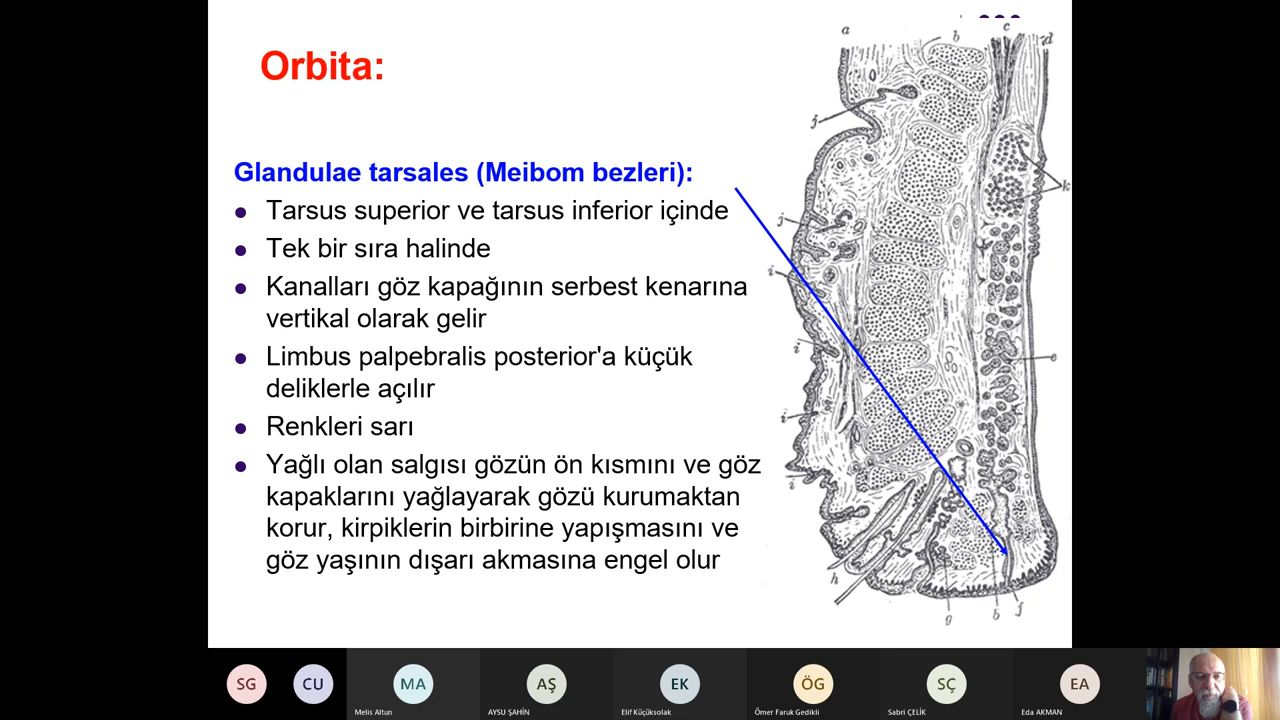 Orbita:
Glandulae tarsales (Meibom bezleri):
Tarsus superior ve tarsus inferior içinde
Tek bir sıra halinde
Kanalları göz kapağının serbest kenarına
vertikal olarak gelir
Limbus palpebralis posterior'a küçük
deliklerle açılır
Renkleri sarı
Yağlı olan salgısı gözün ön kısmını ve göz
kapaklarını yağlayarak gözü kurumaktan
korur, kirpiklerin birbirine yapışmasını ve
göz yaşının dışarı akmasına engel olur
a
b
c
d
j
k
j
i
i
e
i
i
h
g
b
f
SG
CU
MA
AŞ
EK
ÖG
SÇ
EA
Melis Altun
AYSU ŞAHİN
Elif Küçüksolak
Ömer Faruk Gedikli
Sabri ÇELİK
Eda AKMAN